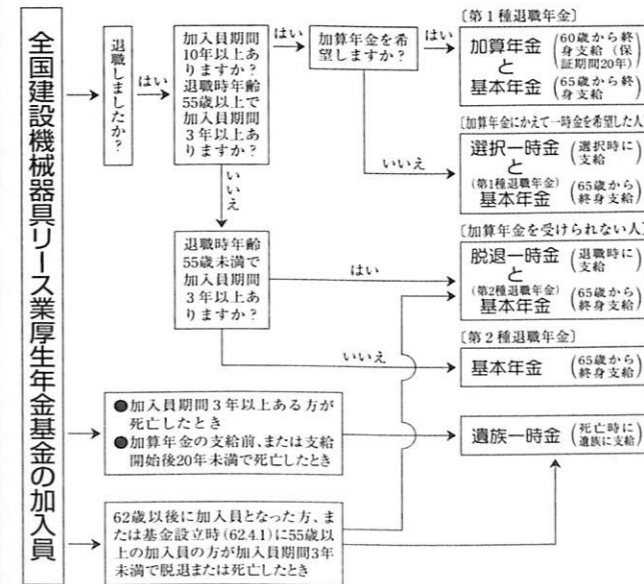 全国建設機械器具リース業厚生年金基金の加入員
退職しましたか？
はい
加入員期間
10年以上あ
りますか？
退職時年齢
55歳以上で
加入員期間
3年以上あ
りますか？
はい
加算年金を希
望しますか？
はい
〔第1種退職年金〕
加算年金
(60歳から終
身支給（保
証期間20年）
と
基本年金
(65歳から終
身支給)
いいえ
〔加算年金にかえて一時金を希望した人〕
選択一時金
(選択時に
支給)
と
(第1種退職年金)
基本年金
(65歳から
終身支給)
いいえ
退職時年齢
55歳未満で
加入員期間
3年以上あ
りますか？
はい
〔加算年金を受けられない人〕
脱退一時金
(退職時に
支給)
と
(第2種退職年金)
基本年金
(65歳から
終身支給)
いいえ
〔第2種退職年金〕
基本年金
(65歳から
終身支給)
●加入員期間3年以上ある方が
死亡したとき
●加算年金の支給前、または支給
開始後20年未満で死亡したとき
遺族一時金
(死亡時に
遺族に支給)
62歳以後に加入員となった方、ま
たは基金設立時(62.4.1)に55歳以
上の加入員の方が加入員期間3年
未満で脱退または死亡したとき